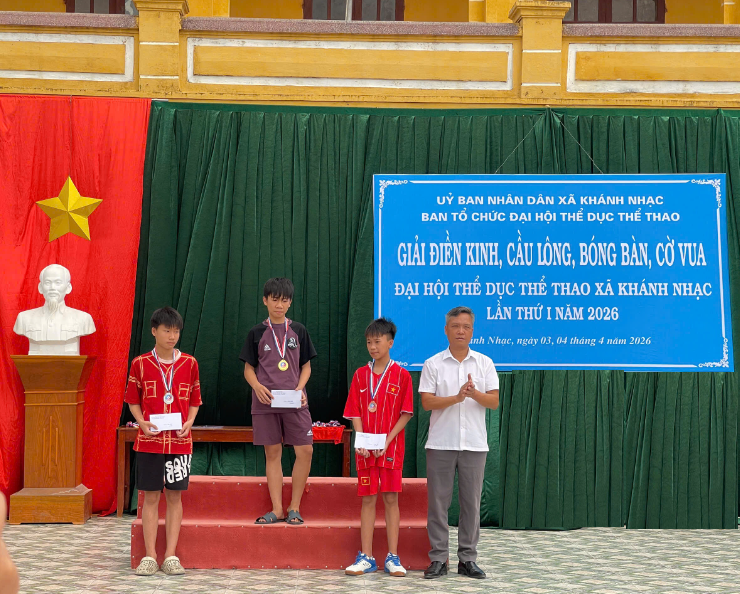 UỶ BAN NHÂN DÂN XÃ KHÁNH NHẠC
BAN TỔ CHỨC ĐẠI HỘI THỂ DỤC THỂ THAO
GIẢI ĐIỀN KINH, CẦU LÔNG, BÓNG BÀN, CỜ VUA
ĐẠI HỘI THỂ DỤC THỂ THAO XÃ KHÁNH NHẠC
LẦN THỨ I NĂM 2026
Nhạc, ngày 03, 04 tháng 4 năm 2026